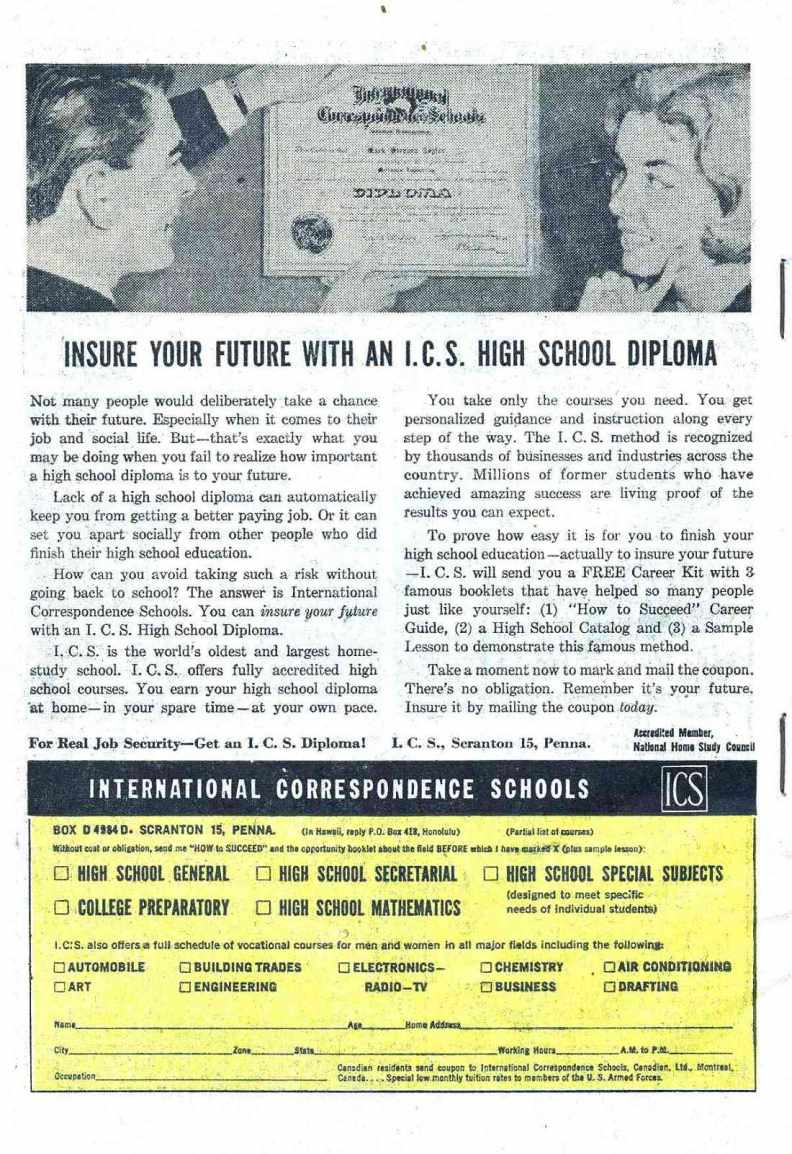 International
Correspondence Schools
DIPLOMA
INSURE YOUR FUTURE WITH AN I.C.S. HIGH SCHOOL DIPLOMA
Not many people would deliberately take a chance
with their future. Especially when it comes to their
job and social life. But—that's exactly what you
may be doing when you fail to realize how important
a high school diploma is to your future.
Lack of a high school diploma can automatically
keep you from getting a better paying job. Or it can
set you apart socially from other people who did
finish their high school education.
How can you avoid taking such a risk without
going back to school? The answer is International
Correspondence Schools. You can insure your future
with an I. C. S. High School Diploma.
I. C. S. is the world's oldest and largest home-
study school. I. C. S. offers fully accredited high
school courses. You earn your high school diploma
at home—in your spare time—at your own pace.
You take only the courses you need. You get
personalized guidance and instruction along every
step of the way. The I. C. S. method is recognized
by thousands of businesses and industries across the
country. Millions of former students who have
achieved amazing success are living proof of the
results you can expect.
To prove how easy it is for you to finish your
high school education—actually to insure your future
—I. C. S. will send you a FREE Career Kit with 3
famous booklets that have helped so many people
just like yourself: (1) "How to Succeed" Career
Guide, (2) a High School Catalog and (3) a Sample
Lesson to demonstrate this famous method.
Take a moment now to mark and mail the coupon.
There's no obligation. Remember it's your future.
Insure it by mailing the coupon today.
For Real Job Security—Get an I. C. S. Diploma! I. C. S., Scranton 15, Penna.
Accredited Member,
National Home Study Council
INTERNATIONAL CORRESPONDENCE SCHOOLS ICS
BOX D4984D. SCRANTON 15, PENNA. (In Hawaii, reply P.O. Box 418, Honolulu) (Partial list of courses)
Without cost or obligation, send me "HOW to SUCCEED" and the opportunity booklet about the field BEFORE which I have marked X (plus sample lesson):
HIGH SCHOOL GENERAL HIGH SCHOOL SECRETARIAL HIGH SCHOOL SPECIAL SUBJECTS
(designed to meet specific
COLLEGE PREPARATORY HIGH SCHOOL MATHEMATICS needs of individual students)
I.C.S. also offers a full schedule of vocational courses for men and women in all major fields including the following:
AUTOMOBILE BUILDING TRADES ELECTRONICS— CHEMISTRY AIR CONDITIONING
ART ENGINEERING RADIO—TV BUSINESS DRAFTING
Name Age Home Address
City Zone State Working Hours A.M. to P.M.
Occupation
Canadian residents send coupon to International Correspondence Schools, Canadian, Ltd., Montreal,
Canada. . . . Special low monthly tuition rates to members of the U. S. Armed Forces.